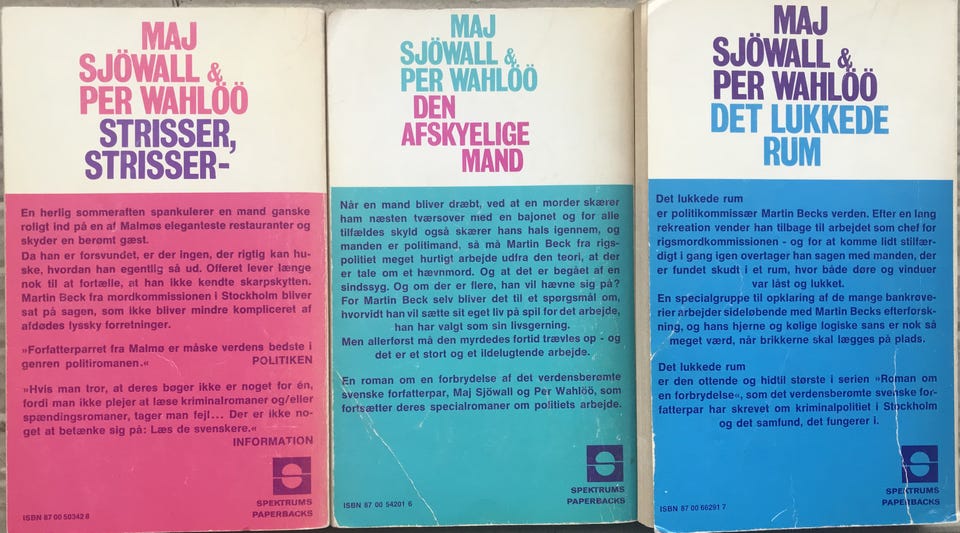 MAJ
SJÖWALL &
PER WAHLÖÖ
STRISSER,
STRISSER-
En herlig sommeraften spankulerer en mand ganske
roligt ind på en af Malmøs eleganteste restauranter og
skyder en berømt gæst.
Da han er forsvundet, er der ingen, der rigtig kan hu-
ske, hvordan han egentlig så ud. Offeret lever længe
nok til at fortælle, at han ikke kendte skarpskytten.
Martin Beck fra mordkommissionen i Stockholm bliver
sat på sagen, som ikke bliver mindre kompliceret af
afdødes lyssky forretninger.
»Forfatterparret fra Malmø er måske verdens bedste i
genren politiromanen.« POLITIKEN
»Hvis man tror, at deres bøger ikke er noget for én,
fordi man ikke plejer at læse kriminalromaner og/eller
spændingsromaner, tager man fejl... Der er ikke no-
get at betænke sig på: Læs de svenskere.«
INFORMATION
SPEKTRUMS
PAPERBACKS
ISBN 87 00 50342 8
MAJ
SJÖWALL &
PER WAHLÖÖ
DEN
AFSKYELIGE
MAND
Når en mand bliver dræbt, ved at en morder skærer
ham næsten tværsover med en bajonet og for alle
tilfældes skyld også skærer hans hals igennem, og
manden er politimand, så må Martin Beck fra rigs-
politiet meget hurtigt arbejde udfra den teori, at der
er tale om et hævnmord. Og at det er begået af en
sindssyg. Og om der er flere, han vil hævne sig på?
For Martin Beck selv bliver det til et spørgsmål om,
hvorvidt han vil sætte sit eget liv på spil for det arbejde,
han har valgt som sin livsgerning.
Men allerførst må den myrdedes fortid trævles op - og
det er et stort og et ildelugtende arbejde.
En roman om en forbrydelse af det verdensberømte
svenske forfatterpar, Maj Sjöwall og Per Wahlöö, som
fortsætter deres specialromaner om politiets arbejde.
SPEKTRUMS
PAPERBACKS
ISBN 87 00 54201 6
MAJ
SJÖWALL &
PER WAHLÖÖ
DET LUKKEDE
RUM
Det lukkede rum
er politikommissær Martin Becks verden. Efter en lang
rekreation vender han tilbage til arbejdet som chef for
rigsmordkommissionen - og for at komme lidt stilfær-
digt i gang igen overtager han sagen med manden, der
er fundet skudt i et rum, hvor både døre og vinduer
var låst og lukket.
En specialgruppe til opklaring af de mange bankrøve-
rier arbejder sideløbende med Martin Becks efterforsk-
ning, og hans hjerne og kølige logiske sans er nok så
meget værd, når brikkerne skal lægges på plads.
Det lukkede rum
er den ottende og hidtil største i serien »Roman om
en forbrydelse«, som det verdensberømte svenske for-
fatterpar har skrevet om kriminalpolitiet i Stockholm
og det samfund, det fungerer i.
SPEKTRUMS
PAPERBACKS
ISBN 87 00 66291 7